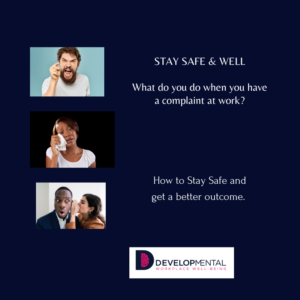 STAY SAFE & WELL
What do you do when you have
a complaint at work?
How to Stay Safe and
get a better outcome.
DEVELOPMENTAL
WORKPLACE WELL-BEING